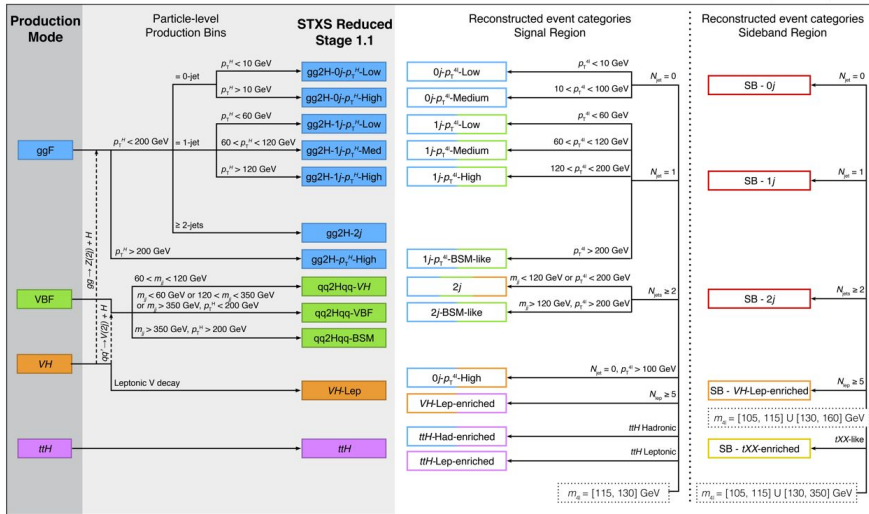 Production
Mode
Particle-level
Production Bins
STXS Reduced
Stage 1.1
Reconstructed event categories
Signal Region
Reconstructed event categories
Sideband Region
ggF
VBF
VH
ttH
gg → Z(2j) + H
qq' → V(2j) + H
p_T^H < 200 GeV
p_T^H > 200 GeV
= 0-jet
= 1-jet
≥ 2-jets
p_T^H < 10 GeV
p_T^H > 10 GeV
p_T^H < 60 GeV
60 < p_T^H < 120 GeV
p_T^H > 120 GeV
60 < m_jj < 120 GeV
m_jj < 60 GeV or 120 < m_jj < 350 GeV
or m_jj > 350 GeV, p_T^H < 200 GeV
m_jj > 350 GeV, p_T^H > 200 GeV
Leptonic V decay
gg2H-0j-p_T^H-Low
gg2H-0j-p_T^H-High
gg2H-1j-p_T^H-Low
gg2H-1j-p_T^H-Med
gg2H-1j-p_T^H-High
gg2H-2j
gg2H-p_T^H-High
qq2Hqq-VH
qq2Hqq-VBF
qq2Hqq-BSM
VH-Lep
ttH
0j-p_T^4l-Low
0j-p_T^4l-Medium
1j-p_T^4l-Low
1j-p_T^4l-Medium
1j-p_T^4l-High
1j-p_T^4l-BSM-like
2j
2j-BSM-like
0j-p_T^4l-High
VH-Lep-enriched
ttH-Had-enriched
ttH-Lep-enriched
p_T^4l < 10 GeV
10 < p_T^4l < 100 GeV
N_jet = 0
p_T^4l < 60 GeV
60 < p_T^4l < 120 GeV
120 < p_T^4l < 200 GeV
N_jet = 1
p_T^4l > 200 GeV
m_jj < 120 GeV or p_T^4l < 200 GeV
N_jets ≥ 2
m_jj > 120 GeV, p_T^4l > 200 GeV
N_jet = 0, p_T^4l > 100 GeV
N_lep ≥ 5
ttH Hadronic
ttH Leptonic
m_4l = [115, 130] GeV
SB - 0j
N_jet = 0
SB - 1j
N_jet = 1
SB - 2j
N_jets ≥ 2
SB - VH-Lep-enriched
N_lep ≥ 5
m_4l = [105, 115] U [130, 160] GeV
SB - tXX-enriched
tXX-like
m_4l = [105, 115] U [130, 350] GeV